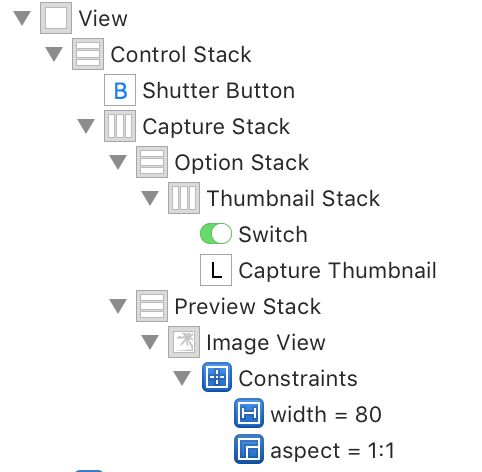 View
Control Stack
B Shutter Button
Capture Stack
Option Stack
Thumbnail Stack
Switch
L Capture Thumbnail
Preview Stack
Image View
Constraints
width = 80
aspect = 1:1